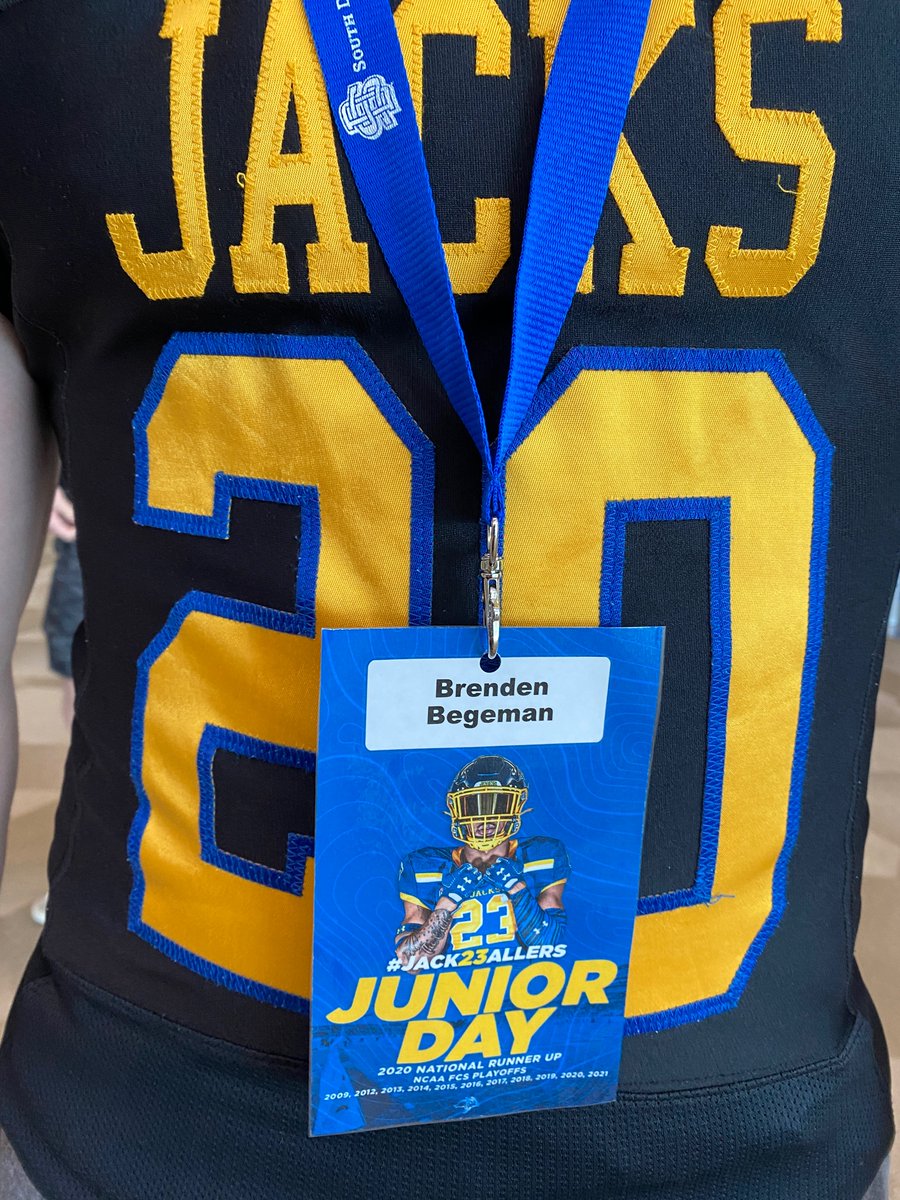 JACKS
SOUTH D
20
Brenden
Begeman
JACKS
23
#JACK23ALLERS
JUNIOR
DAY
2020 NATIONAL RUNNER UP
NCAA FCS PLAYOFFS
2009, 2012, 2013, 2014, 2015, 2016, 2017, 2018, 2019, 2020, 2021